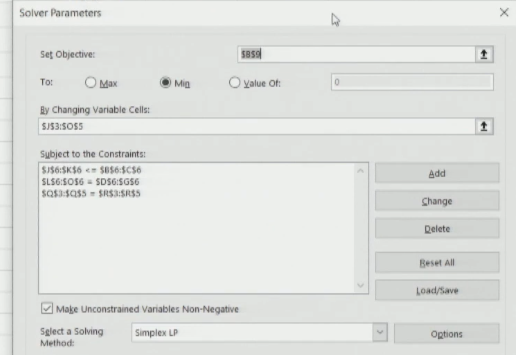 Solver Parameters
Set Objective: $B$9
To: Max Min Value Of: 0
By Changing Variable Cells:
$J$3:$O$5
Subject to the Constraints:
$J$6:$K$6 <= $B$6:$C$6
$L$6:$O$6 = $D$6:$G$6
$Q$3:$Q$5 = $R$3:$R$5
Add
Change
Delete
Reset All
Load/Save
Make Unconstrained Variables Non-Negative
Select a Solving Method: Simplex LP Options